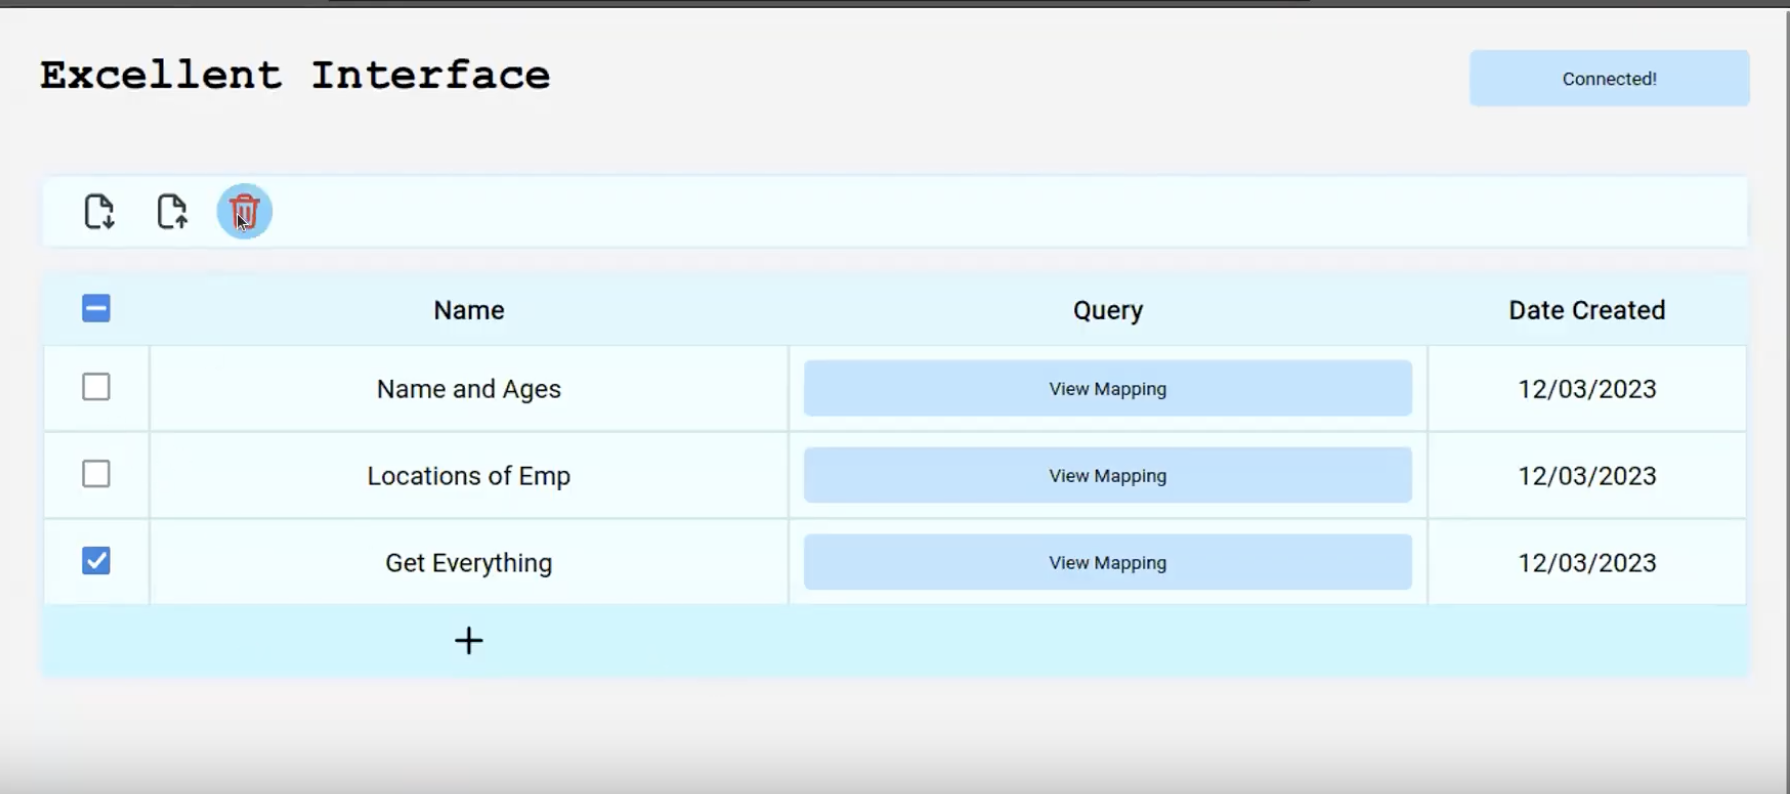 Excellent Interface
Connected!
Name Query Date Created
Name and Ages View Mapping 12/03/2023
Locations of Emp View Mapping 12/03/2023
Get Everything View Mapping 12/03/2023